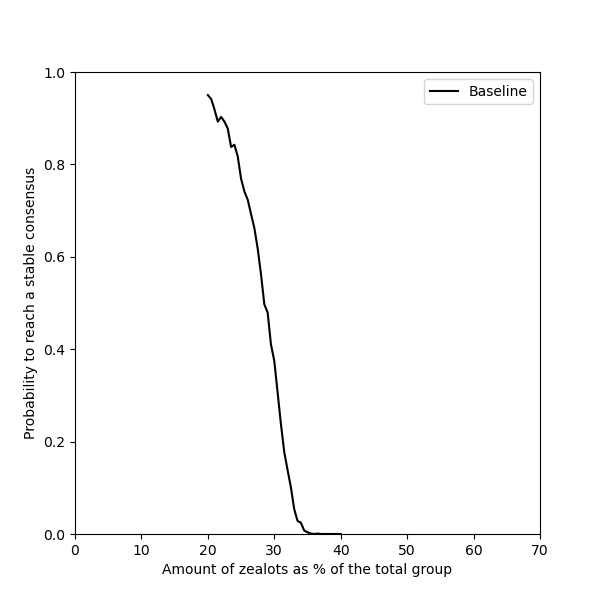 Baseline
1.0
0.8
0.6
0.4
0.2
0.0
Probability to reach a stable consensus
0 10 20 30 40 50 60 70
Amount of zealots as % of the total group